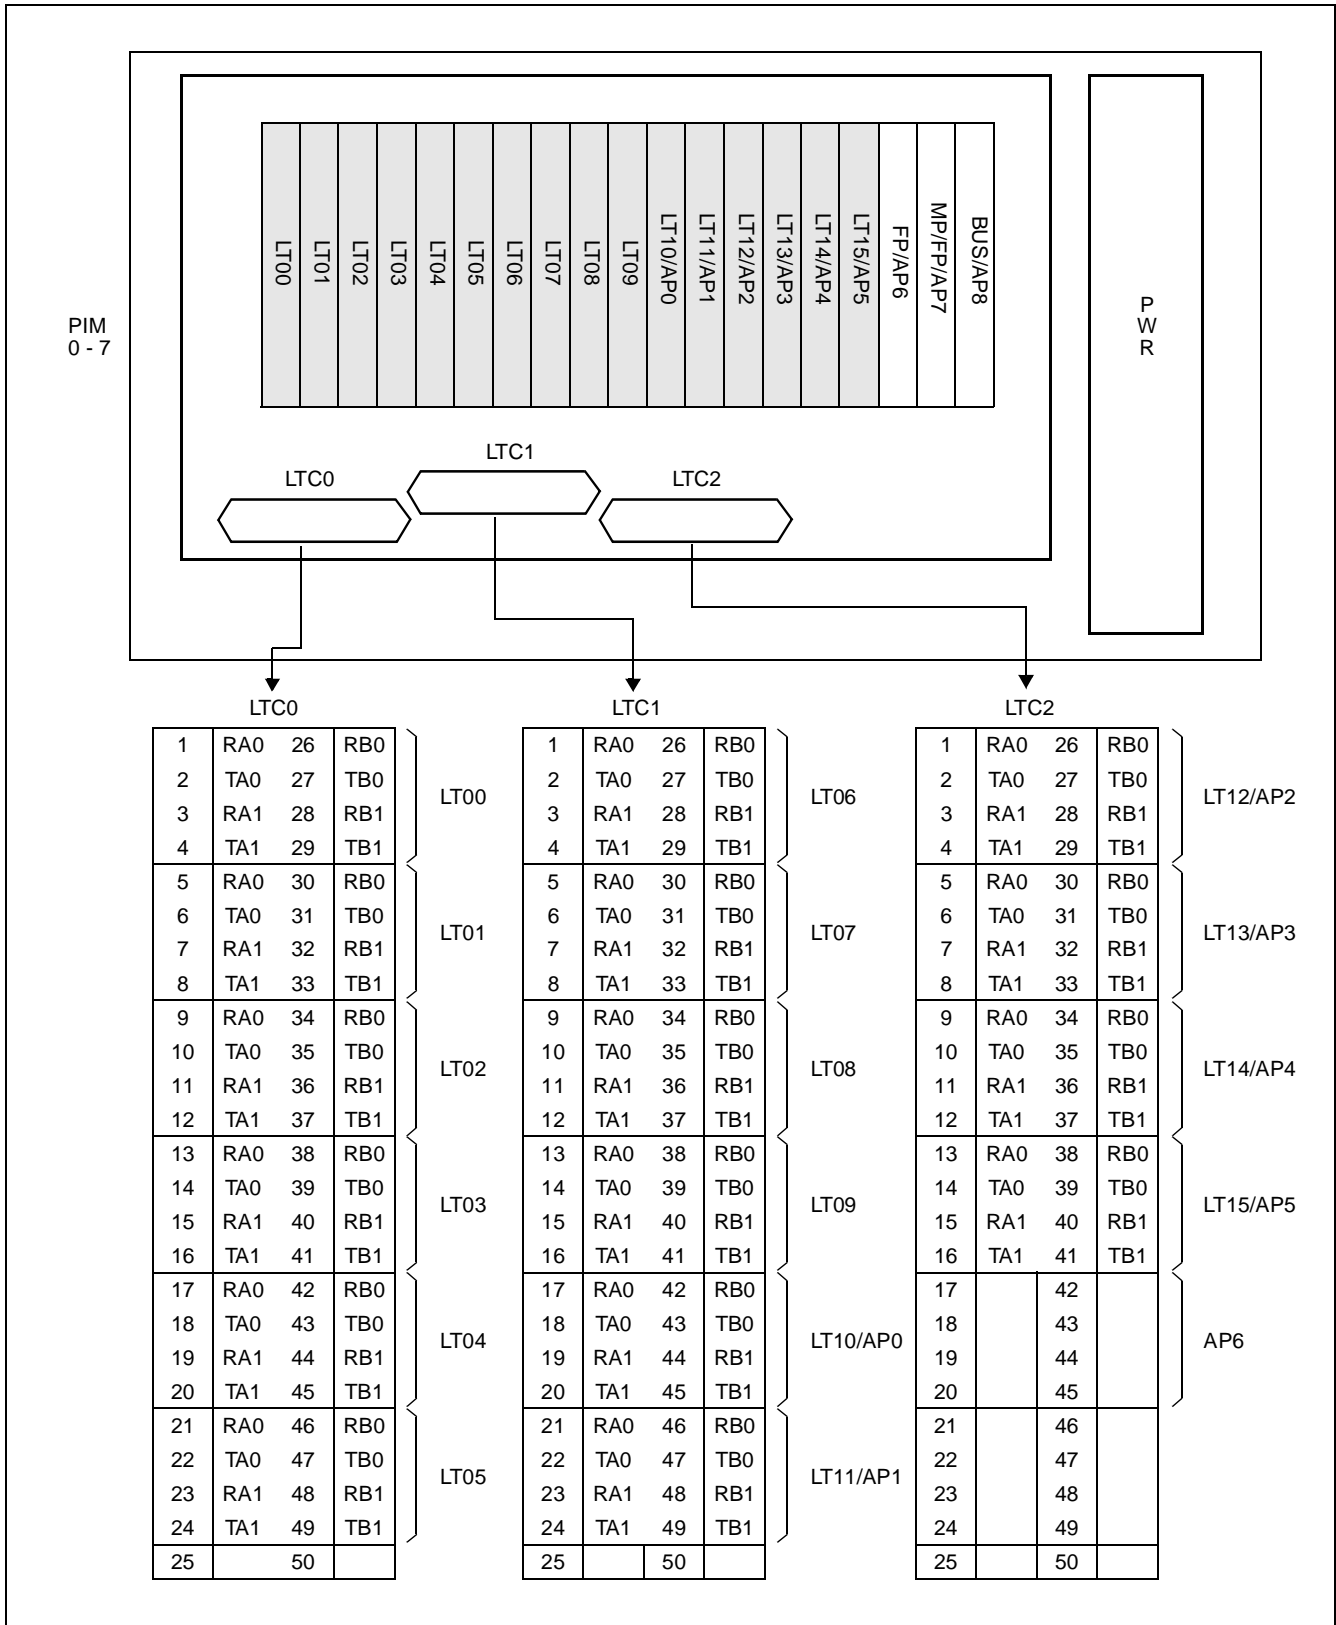 LT00
LT01
LT02
LT03
LT04
LT05
LT06
LT07
LT08
LT09
LT10/AP0
LT11/AP1
LT12/AP2
LT13/AP3
LT14/AP4
LT15/AP5
FP/AP6
MP/FP/AP7
BUS/AP8
PIM
0 - 7
P
W
R
LTC0
LTC1
LTC2
LTC0
1 RA0 26 RB0
2 TA0 27 TB0
3 RA1 28 RB1
4 TA1 29 TB1
LT00
5 RA0 30 RB0
6 TA0 31 TB0
7 RA1 32 RB1
8 TA1 33 TB1
LT01
9 RA0 34 RB0
10 TA0 35 TB0
11 RA1 36 RB1
12 TA1 37 TB1
LT02
13 RA0 38 RB0
14 TA0 39 TB0
15 RA1 40 RB1
16 TA1 41 TB1
LT03
17 RA0 42 RB0
18 TA0 43 TB0
19 RA1 44 RB1
20 TA1 45 TB1
LT04
21 RA0 46 RB0
22 TA0 47 TB0
23 RA1 48 RB1
24 TA1 49 TB1
LT05
25 50
LTC1
1 RA0 26 RB0
2 TA0 27 TB0
3 RA1 28 RB1
4 TA1 29 TB1
LT06
5 RA0 30 RB0
6 TA0 31 TB0
7 RA1 32 RB1
8 TA1 33 TB1
LT07
9 RA0 34 RB0
10 TA0 35 TB0
11 RA1 36 RB1
12 TA1 37 TB1
LT08
13 RA0 38 RB0
14 TA0 39 TB0
15 RA1 40 RB1
16 TA1 41 TB1
LT09
17 RA0 42 RB0
18 TA0 43 TB0
19 RA1 44 RB1
20 TA1 45 TB1
LT10/AP0
21 RA0 46 RB0
22 TA0 47 TB0
23 RA1 48 RB1
24 TA1 49 TB1
LT11/AP1
25 50
LTC2
1 RA0 26 RB0
2 TA0 27 TB0
3 RA1 28 RB1
4 TA1 29 TB1
LT12/AP2
5 RA0 30 RB0
6 TA0 31 TB0
7 RA1 32 RB1
8 TA1 33 TB1
LT13/AP3
9 RA0 34 RB0
10 TA0 35 TB0
11 RA1 36 RB1
12 TA1 37 TB1
LT14/AP4
13 RA0 38 RB0
14 TA0 39 TB0
15 RA1 40 RB1
16 TA1 41 TB1
LT15/AP5
17 42
18 43
19 44
20 45
AP6
21 46
22 47
23 48
24 49
25 50